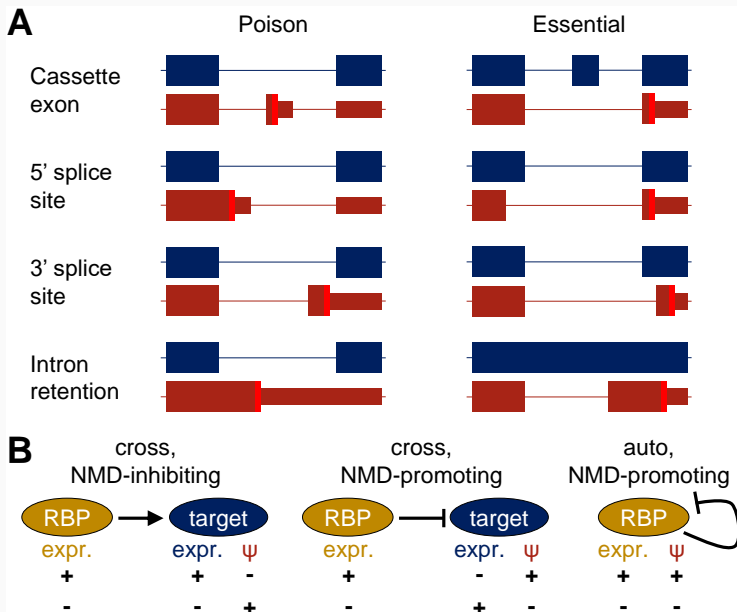 A
Poison Essential
Cassette
exon
5' splice
site
3' splice
site
Intron
retention
B
cross,
NMD-inhibiting
cross,
NMD-promoting
auto,
NMD-promoting
RBP target RBP target RBP
expr. expr. ψ expr. expr. ψ expr. ψ
+ + - + - + + +
- - + - + - - -